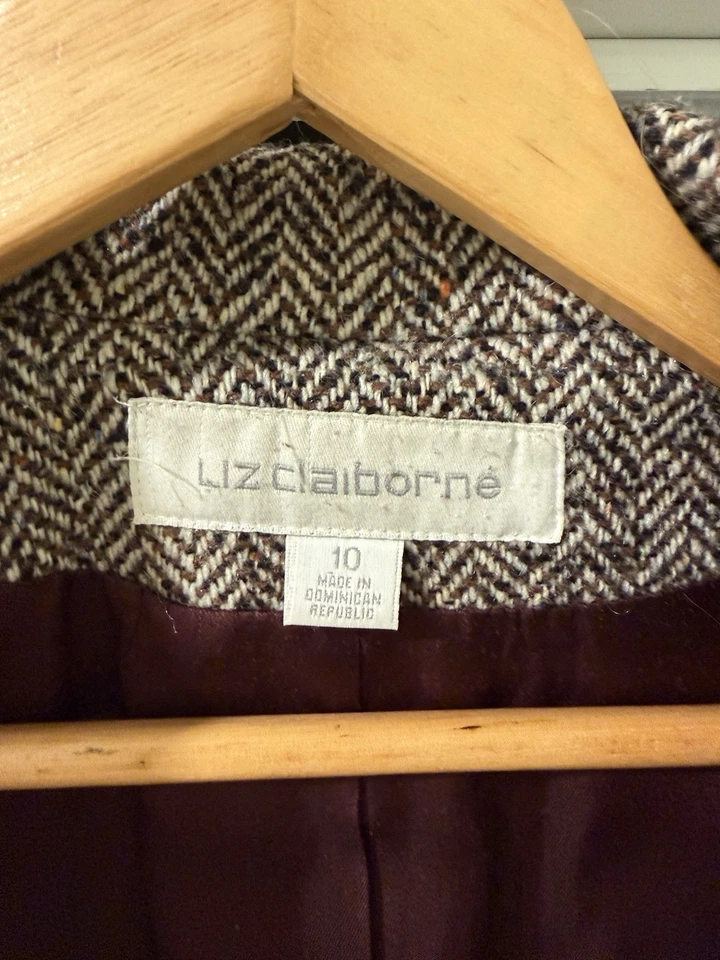 Liz claiborne
10
MADE IN
DOMINICAN
REPUBLIC